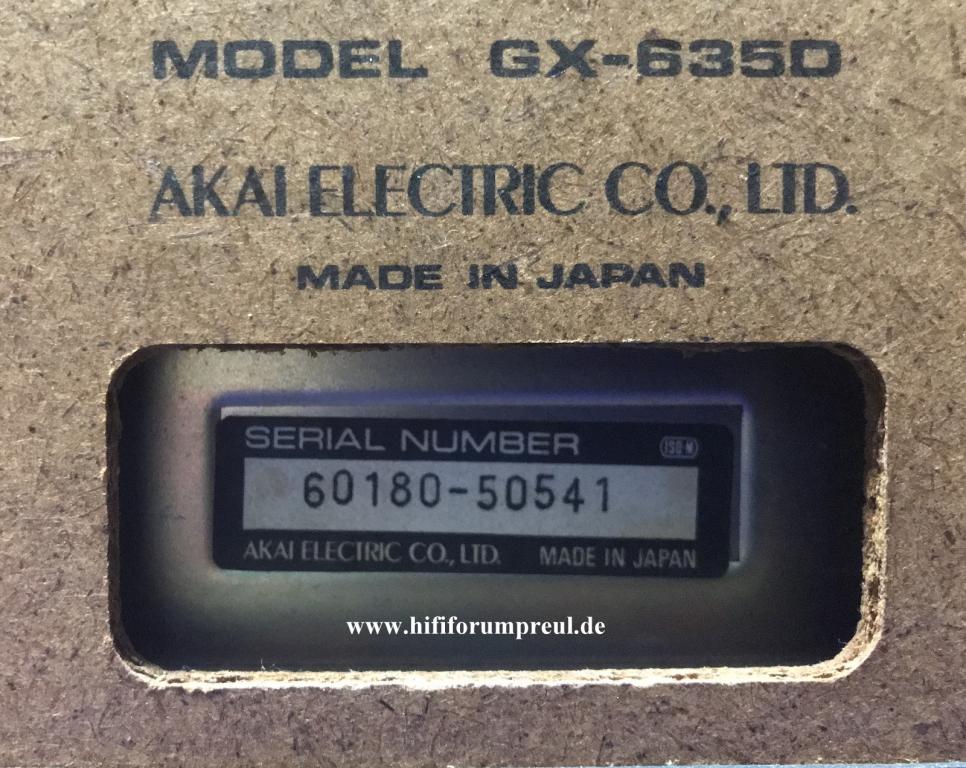 MODEL GX-635D
AKAI ELECTRIC CO., LTD.
MADE IN JAPAN
SERIAL NUMBER ISO-M
60180-50541
AKAI ELECTRIC CO., LTD. MADE IN JAPAN
www.hififorumpreul.de